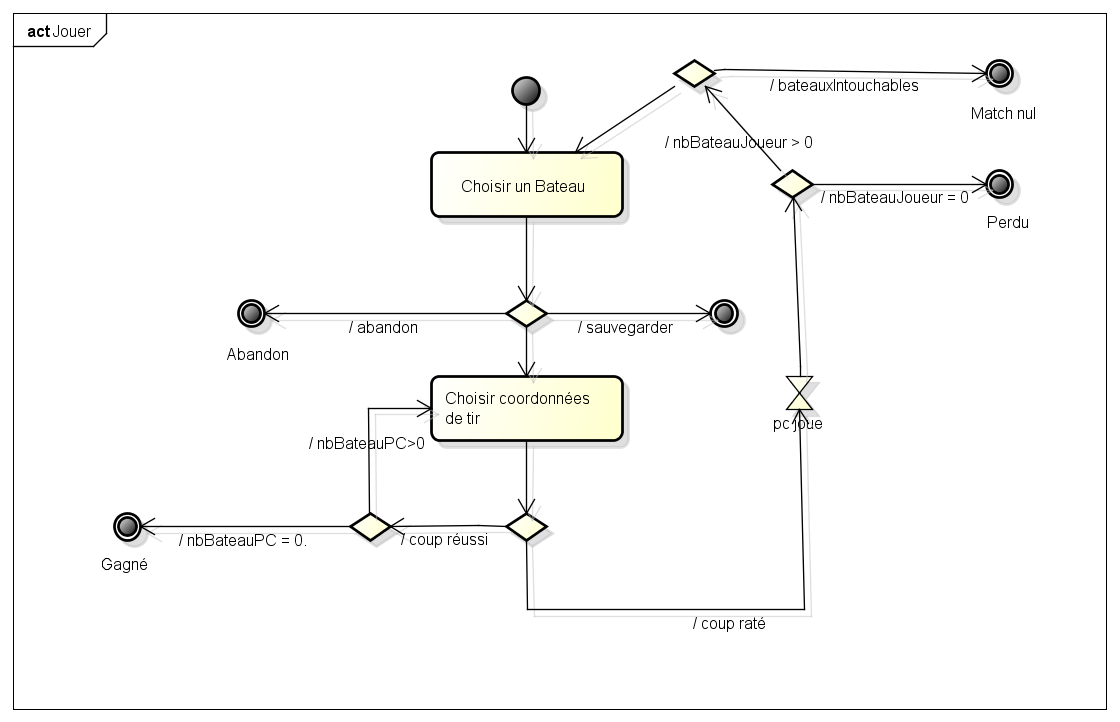 act Jouer
/ bateauxIntouchables
Match nul
/ nbBateauJoueur > 0
Choisir un Bateau
/ nbBateauJoueur = 0
Perdu
/ abandon
/ sauvegarder
Abandon
Choisir coordonnées
de tir
pc joue
/ nbBateauPC>0
/ nbBateauPC = 0.
/ coup réussi
Gagné
/ coup raté